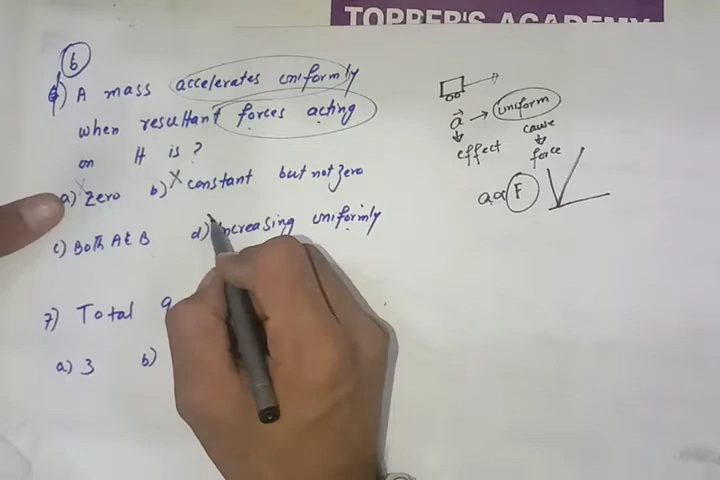 TOPPER'S ACADEMY
6
6) A mass accelerates uniformly
when resultant forces acting
on it is?
a) Zero b) X constant but not zero
c) Both A & B d) increasing uniformly
7) Total
a) 3 b)
a⃗ → uniform
effect
cause
force
a ∝ F